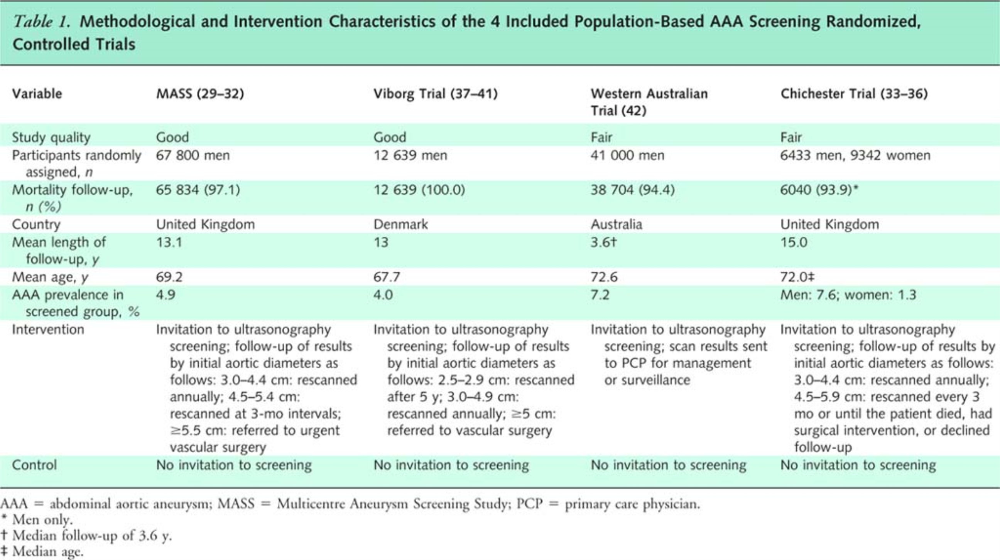 Table 1. Methodological and Intervention Characteristics of the 4 Included Population-Based AAA Screening Randomized,
Controlled Trials
Variable MASS (29–32) Viborg Trial (37–41) Western Australian Chichester Trial (33–36)
Trial (42)
Study quality Good Good Fair Fair
Participants randomly 67 800 men 12 639 men 41 000 men 6433 men, 9342 women
assigned, n
Mortality follow-up, 65 834 (97.1) 12 639 (100.0) 38 704 (94.4) 6040 (93.9)*
n (%)
Country United Kingdom Denmark Australia United Kingdom
Mean length of 13.1 13 3.6† 15.0
follow-up, y
Mean age, y 69.2 67.7 72.6 72.0‡
AAA prevalence in 4.9 4.0 7.2 Men: 7.6; women: 1.3
screened group, %
Intervention Invitation to ultrasonography Invitation to ultrasonography Invitation to ultrasonography Invitation to ultrasonography
screening; follow-up of results screening; follow-up of results screening; scan results sent screening; follow-up of results by
by initial aortic diameters as by initial aortic diameters as to PCP for management initial aortic diameters as follows:
follows: 3.0–4.4 cm: rescanned follows: 2.5–2.9 cm: rescanned or surveillance 3.0–4.4 cm: rescanned annually;
annually; 4.5–5.4 cm: after 5 y; 3.0–4.9 cm: 4.5–5.9 cm: rescanned every 3
rescanned at 3-mo intervals; rescanned annually; ≥5 cm: mo or until the patient died, had
≥5.5 cm: referred to urgent referred to vascular surgery surgical intervention, or declined
vascular surgery follow-up
Control No invitation to screening No invitation to screening No invitation to screening No invitation to screening
AAA = abdominal aortic aneurysm; MASS = Multicentre Aneurysm Screening Study; PCP = primary care physician.
* Men only.
† Median follow-up of 3.6 y.
‡ Median age.